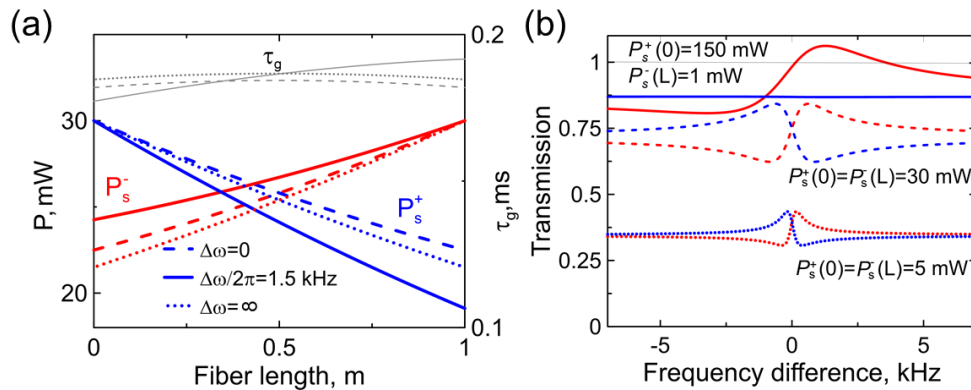 (a)
τg
P, mW
30
20
Ps-
Ps+
Δω=0
Δω/2π=1.5 kHz
Δω=∞
0.2
τg,ms
0.1
0
0.5
1
Fiber length, m
(b)
Transmission
1
0.75
0.5
0.25
0
Ps+(0)=150 mW
Ps-(L)=1 mW
Ps+(0)=Ps-(L)=30 mW
Ps+(0)=Ps-(L)=5 mW
-5
0
5
Frequency difference, kHz